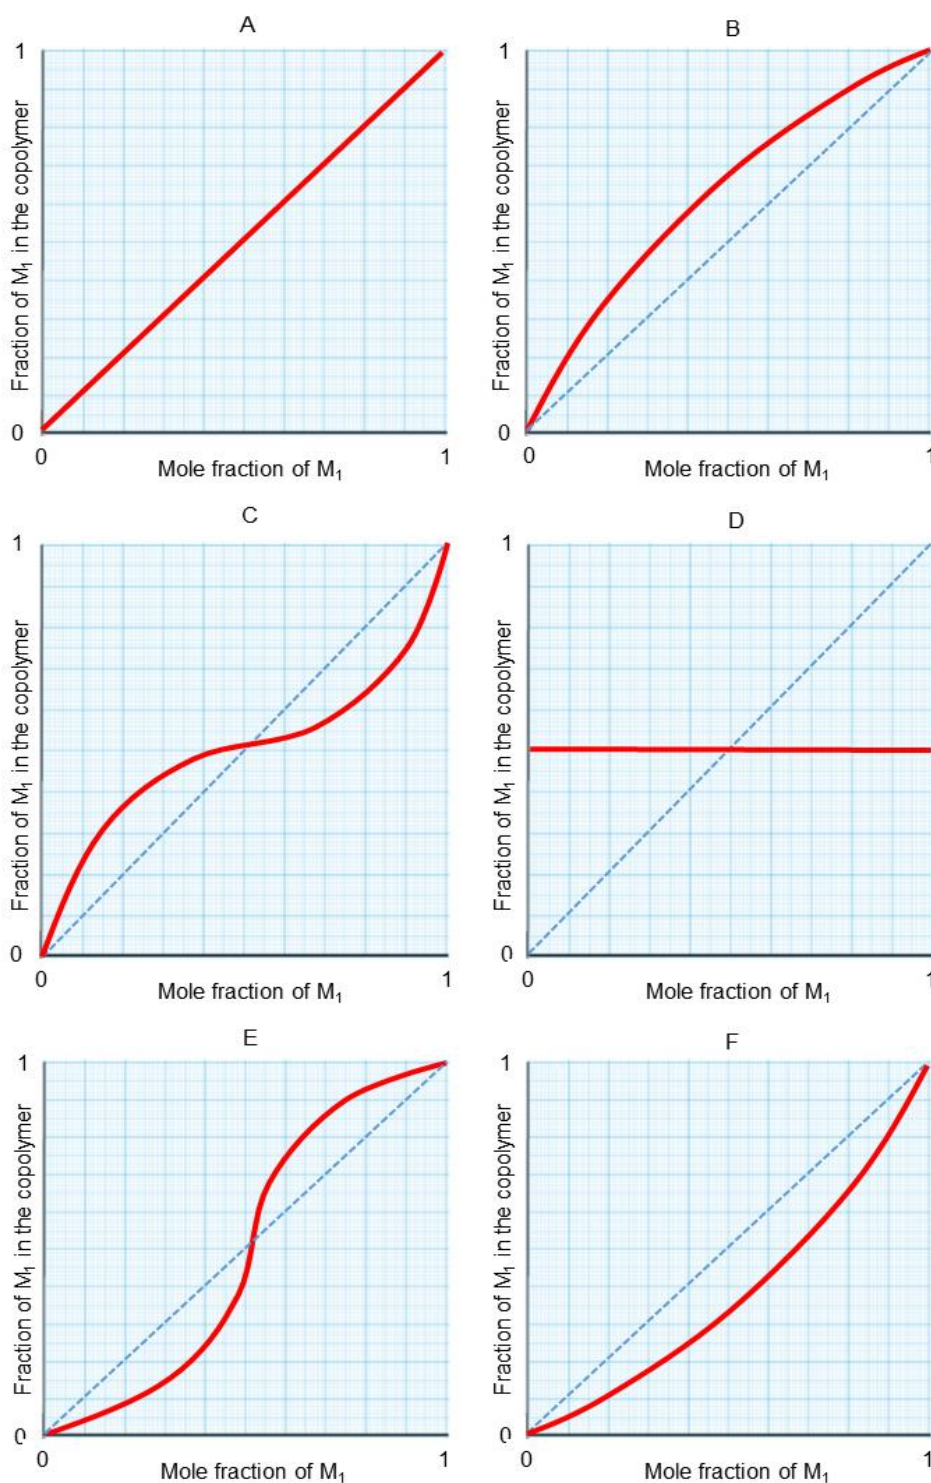 A
1
Fraction of M₁ in the copolymer
0
0
1
Mole fraction of M₁
B
1
Fraction of M₁ in the copolymer
0
0
1
Mole fraction of M₁
C
1
Fraction of M₁ in the copolymer
0
0
1
Mole fraction of M₁
D
1
Fraction of M₁ in the copolymer
0
0
1
Mole fraction of M₁
E
1
Fraction of M₁ in the copolymer
0
0
1
Mole fraction of M₁
F
1
Fraction of M₁ in the copolymer
0
0
1
Mole fraction of M₁